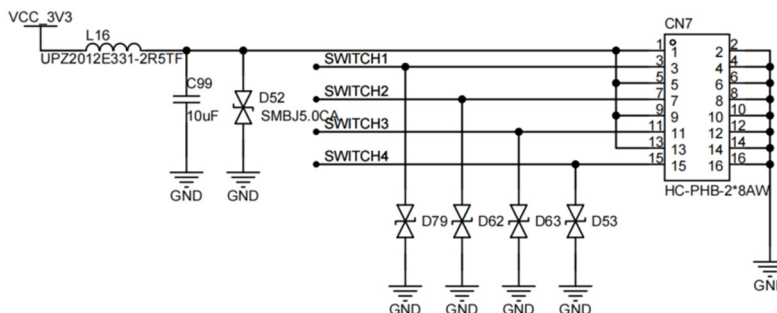 VCC_3V3
L16
UPZ2012E331-2R5TF
C99
10uF
D52
SMBJ5.0CA
GND
GND
SWITCH1
SWITCH2
SWITCH3
SWITCH4
D79
D62
D63
D53
GND
GND
GND
GND
CN7
1 1 2 2
3 3 4 4
5 5 6 6
7 7 8 8
9 9 10 10
11 11 12 12
13 13 14 14
15 15 16 16
HC-PHB-2*8AW
GND